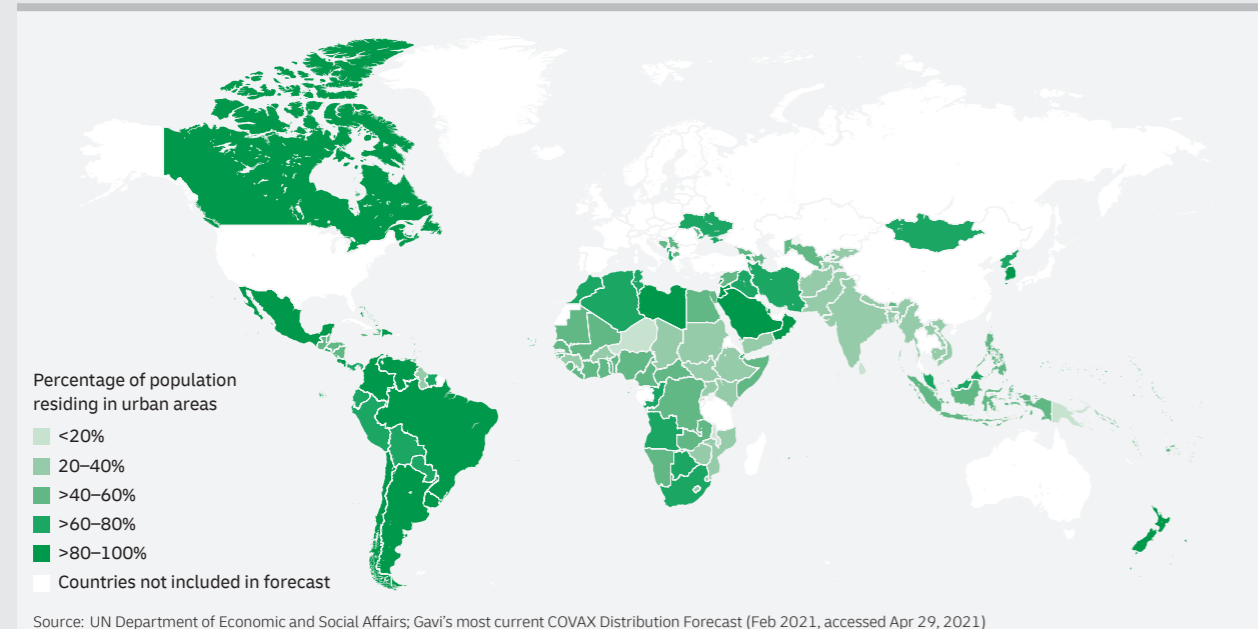 Percentage of population
residing in urban areas
<20%
20–40%
>40–60%
>60–80%
>80–100%
Countries not included in forecast
Source: UN Department of Economic and Social Affairs; Gavi's most current COVAX Distribution Forecast (Feb 2021, accessed Apr 29, 2021)